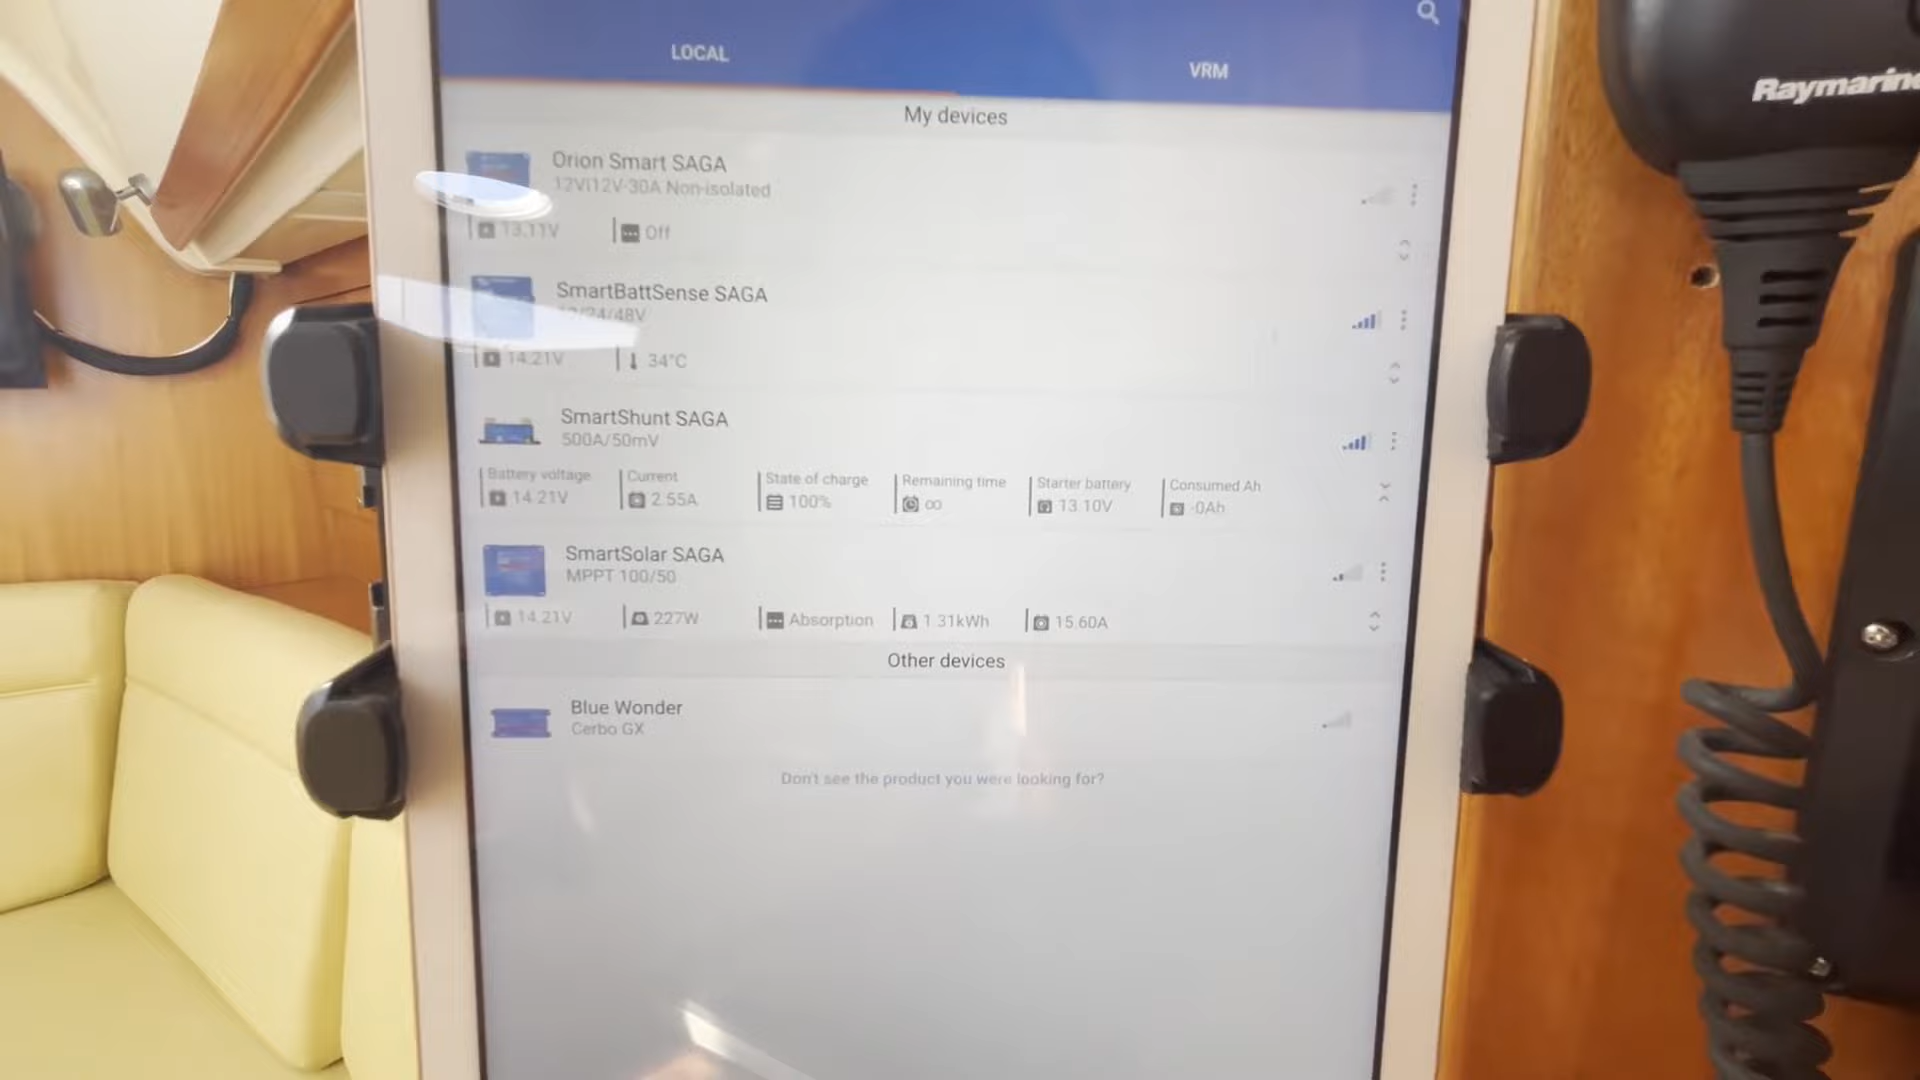 LOCAL
VRM
Raymarine
My devices
Orion Smart SAGA
12V|12V-30A Non-isolated
13.11V
Off
SmartBattSense SAGA
12/24/48V
14.21V
34°C
SmartShunt SAGA
500A/50mV
Battery voltage
Current
State of charge
Remaining time
Starter battery
Consumed Ah
14.21V
2.55A
100%
∞
13.10V
-0Ah
SmartSolar SAGA
MPPT 100/50
14.21V
227W
Absorption
1.31kWh
15.60A
Other devices
Blue Wonder
Cerbo GX
Don't see the product you were looking for?